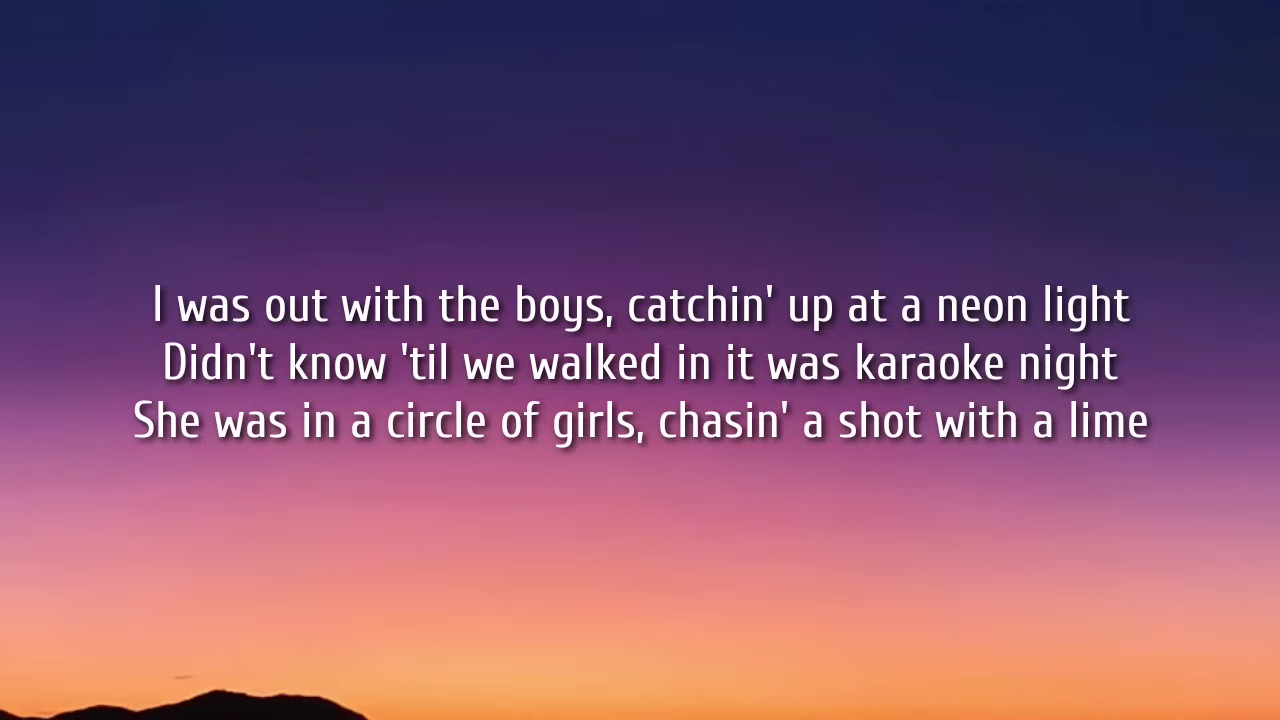 I was out with the boys, catchin' up at a neon light
Didn't know 'til we walked in it was karaoke night
She was in a circle of girls, chasin' a shot with a lime